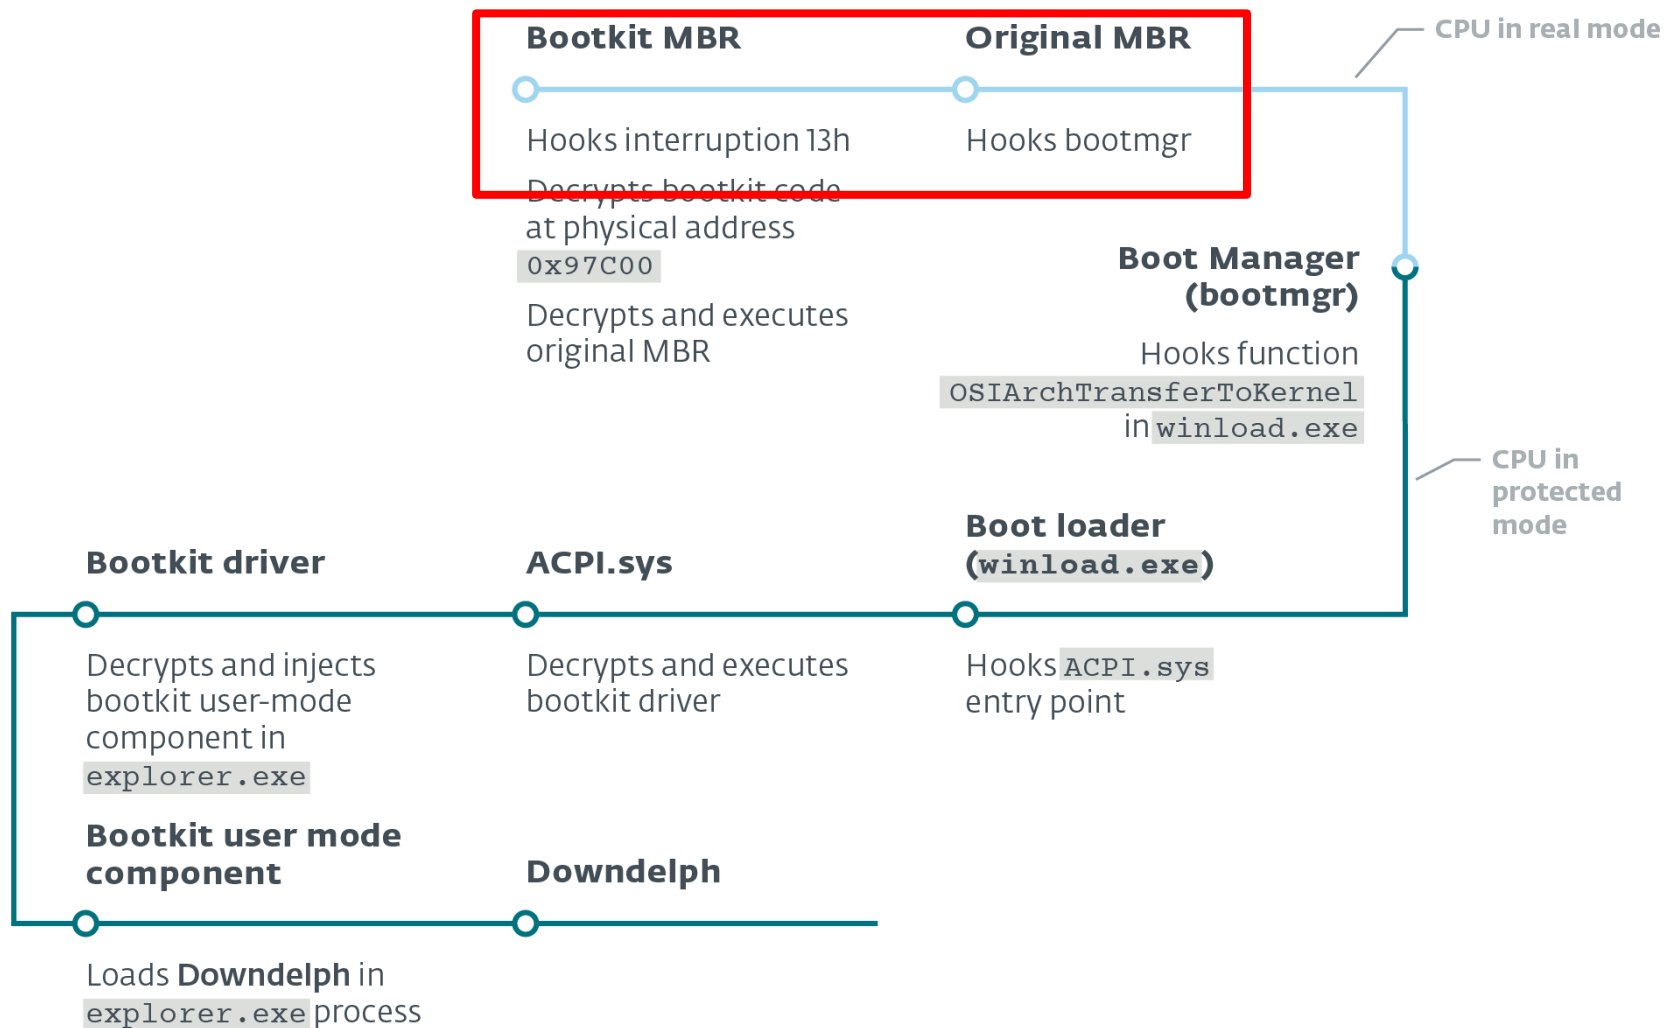 Bootkit MBR
Original MBR
CPU in real mode
Hooks interruption 13h
Hooks bootmgr
Decrypts bootkit code
at physical address
0x97C00
Decrypts and executes
original MBR
Boot Manager
(bootmgr)
Hooks function
OSIArchTransferToKernel
in winload.exe
CPU in
protected
mode
Bootkit driver
ACPI.sys
Boot loader
(winload.exe)
Decrypts and injects
bootkit user-mode
component in
explorer.exe
Decrypts and executes
bootkit driver
Hooks ACPI.sys
entry point
Bootkit user mode
component
Downdelph
Loads Downdelph in
explorer.exe process